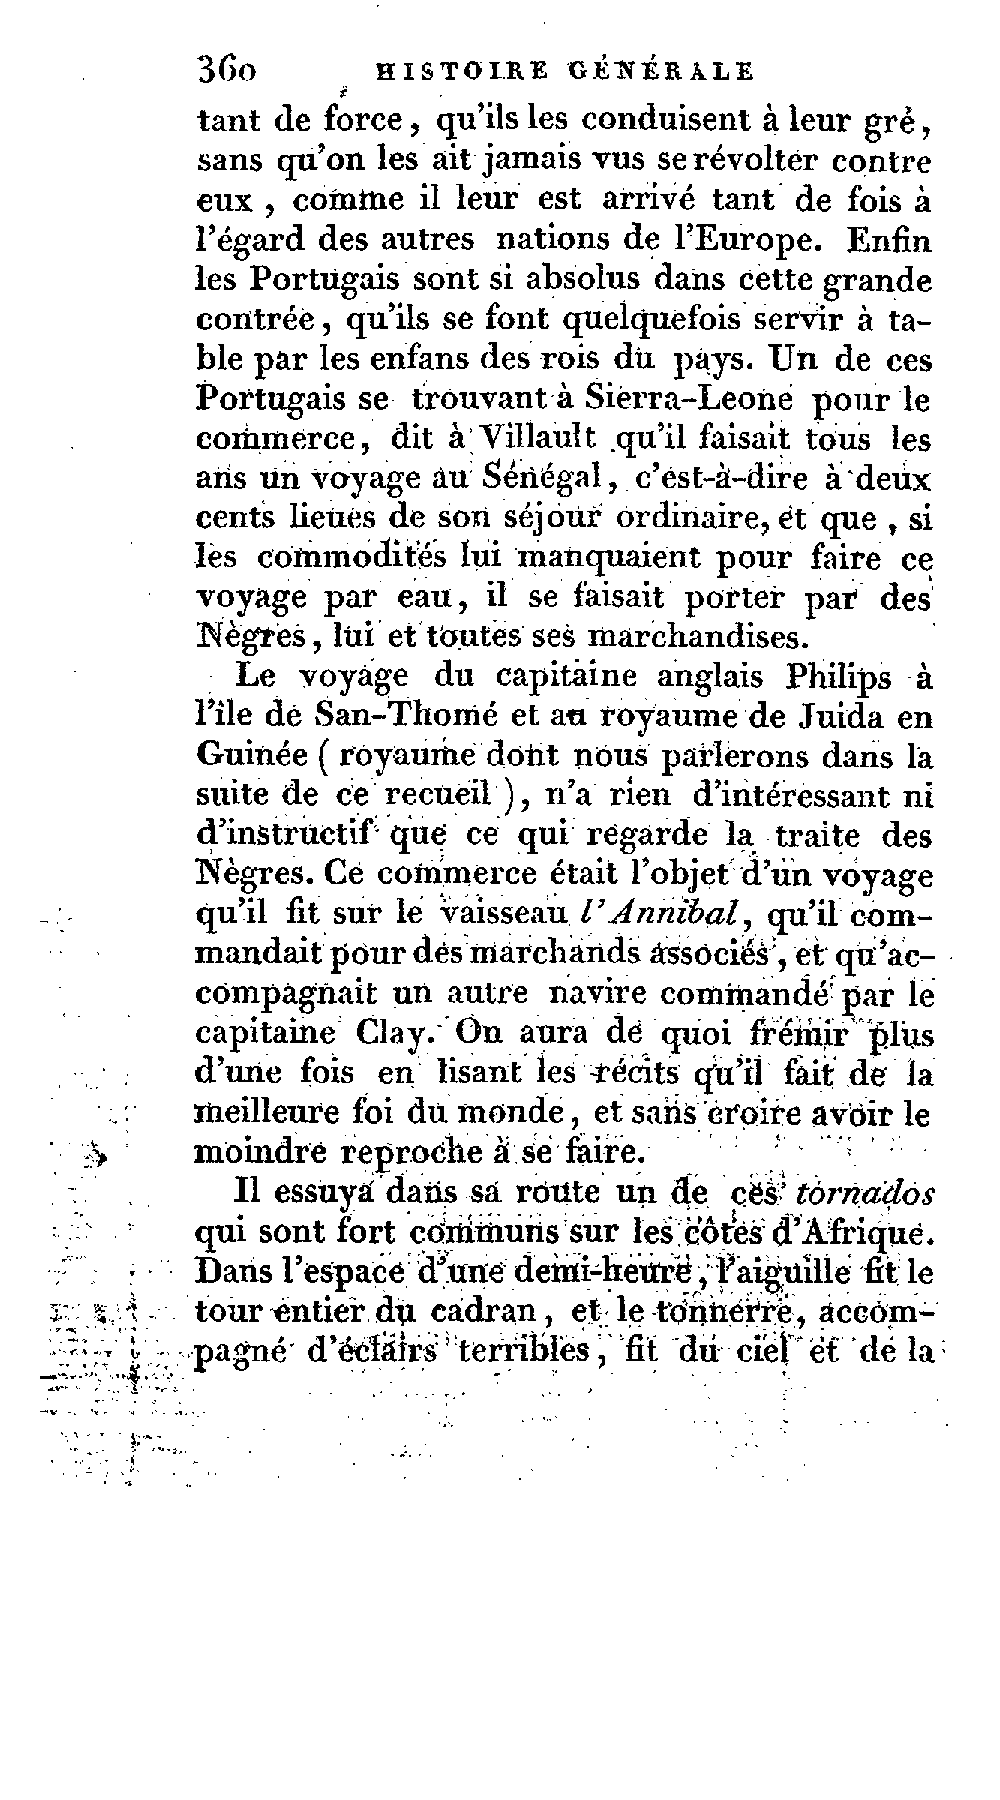 360 HISTOIRE GÉNÉRALE
tant de force, qu'ils les conduisent à leur gré,
sans qu'on les ait jamais vus se révolter contre
eux, comme il leur est arrivé tant de fois à
l'égard des autres nations de l'Europe. Enfin
les Portugais sont si absolus dans cette grande
contrée, qu'ils se font quelquefois servir à ta-
ble par les enfans des rois du pays. Un de ces
Portugais se trouvant à Sierra-Leone pour le
commerce, dit à Villault qu'il faisait tous les
ans un voyage au Sénégal, c'est-à-dire à deux
cents lieues de son séjour ordinaire, et que, si
les commodités lui manquaient pour faire ce
voyage par eau, il se faisait porter par des
Nègres, lui et toutes ses marchandises.
Le voyage du capitaine anglais Philips à
l'île de San-Thomé et au royaume de Juida en
Guinée ( royaume dont nous parlerons dans la
suite de ce recueil ), n'a rien d'intéressant ni
d'instructif que ce qui regarde la traite des
Nègres. Ce commerce était l'objet d'un voyage
qu'il fit sur le vaisseau l'Annibal, qu'il com-
mandait pour des marchands associés, et qu'ac-
compagnait un autre navire commandé par le
capitaine Clay. On aura de quoi frémir plus
d'une fois en lisant les récits qu'il fait de la
meilleure foi du monde, et sans croire avoir le
moindre reproche à se faire.
Il essuya dans sa route un de ces tornados
qui sont fort communs sur les côtes d'Afrique.
Dans l'espace d'une demi-heure, l'aiguille fit le
tour entier du cadran, et le tonnerre, accom-
pagné d'éclairs terribles, fit du ciel et de la